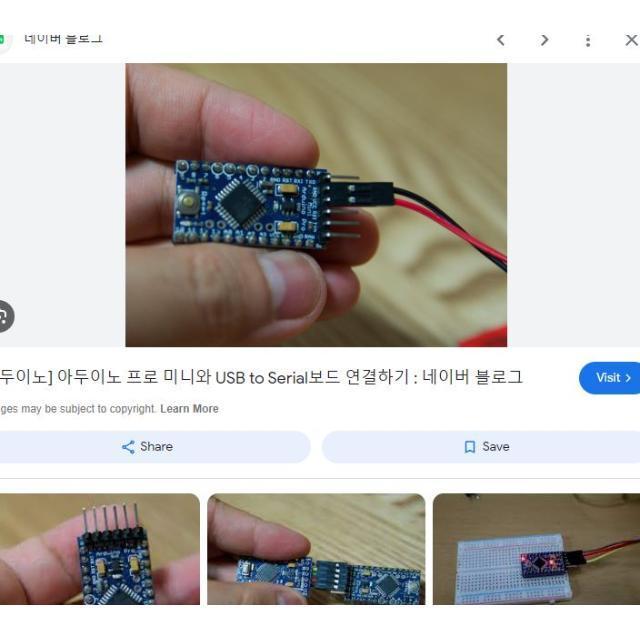 네이버 블로그
두이노] 아두이노 프로 미니와 USB to Serial보드 연결하기 : 네이버 블로그
Visit
ges may be subject to copyright. Learn More
Share
Save